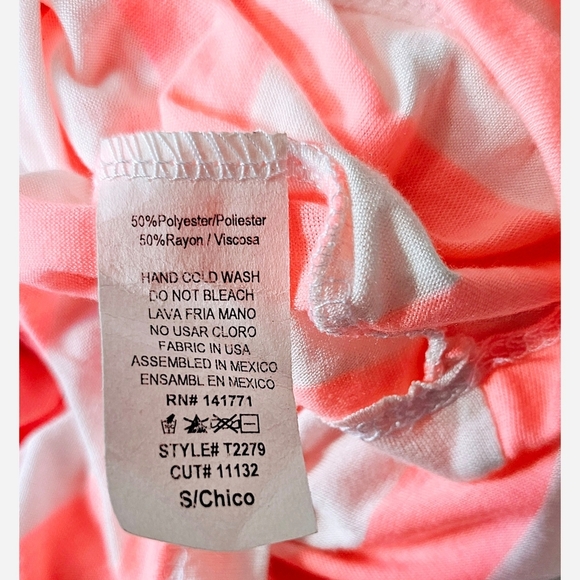 50%Polyester/Poliester
50%Rayon / Viscosa
HAND COLD WASH
DO NOT BLEACH
LAVA FRIA MANO
NO USAR CLORO
FABRIC IN USA
ASSEMBLED IN MEXICO
ENSAMBL EN MEXICO
RN# 141771
STYLE# T2279
CUT# 11132
S/Chico